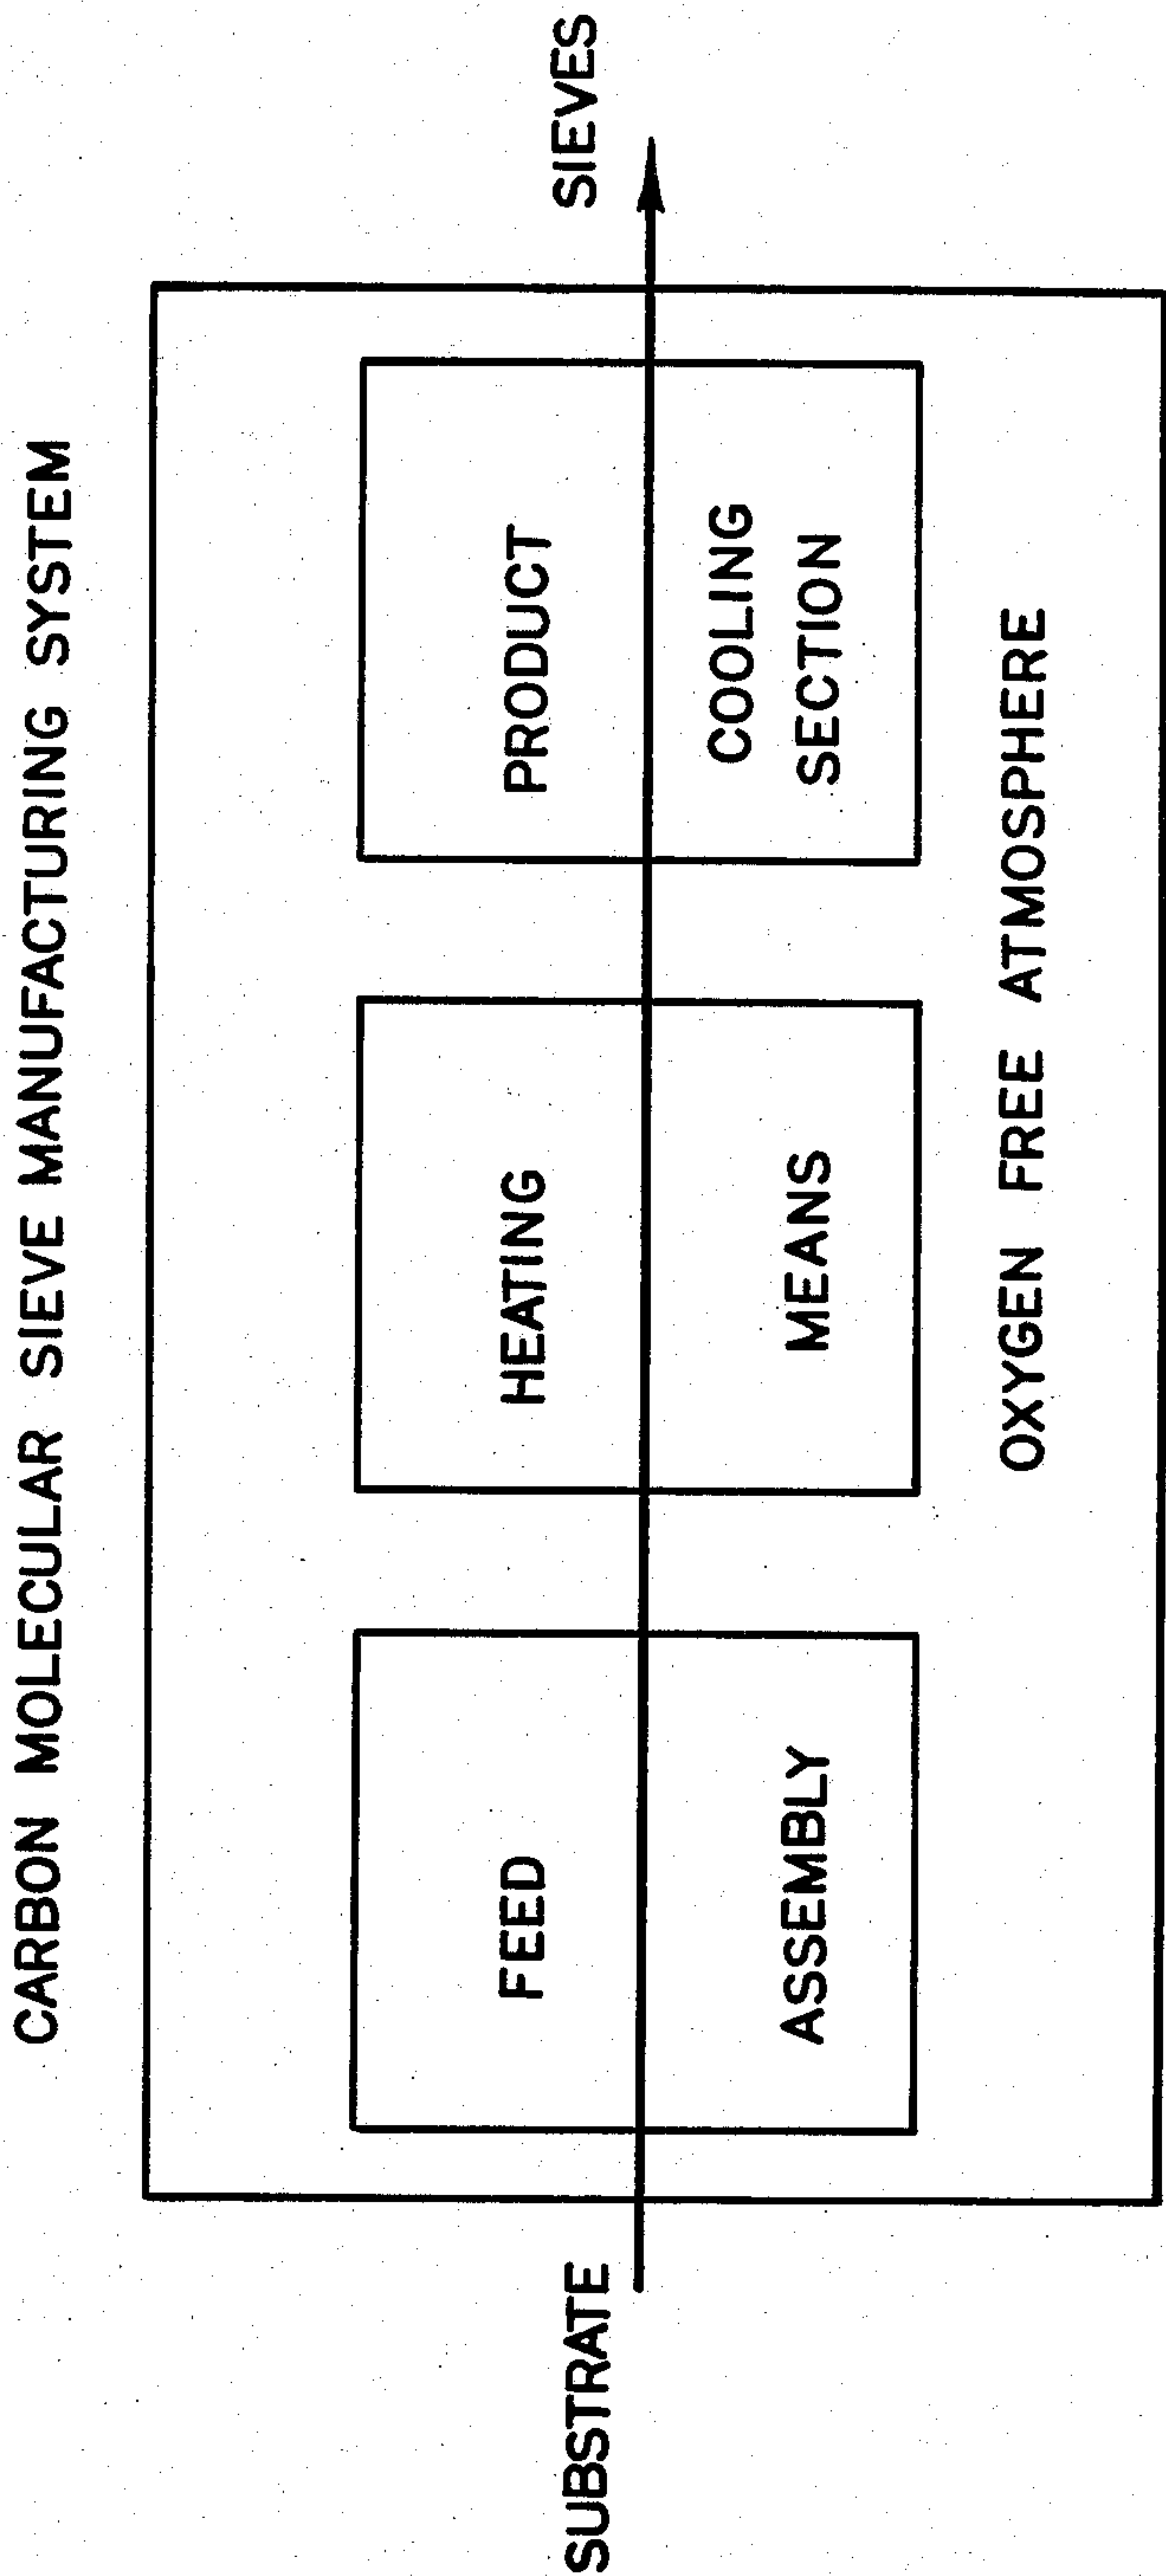 CARBON MOLECULAR SIEVE MANUFACTURING SYSTEM
SUBSTRATE
FEED
ASSEMBLY
HEATING
MEANS
PRODUCT
COOLING
SECTION
SIEVES
OXYGEN FREE ATMOSPHERE